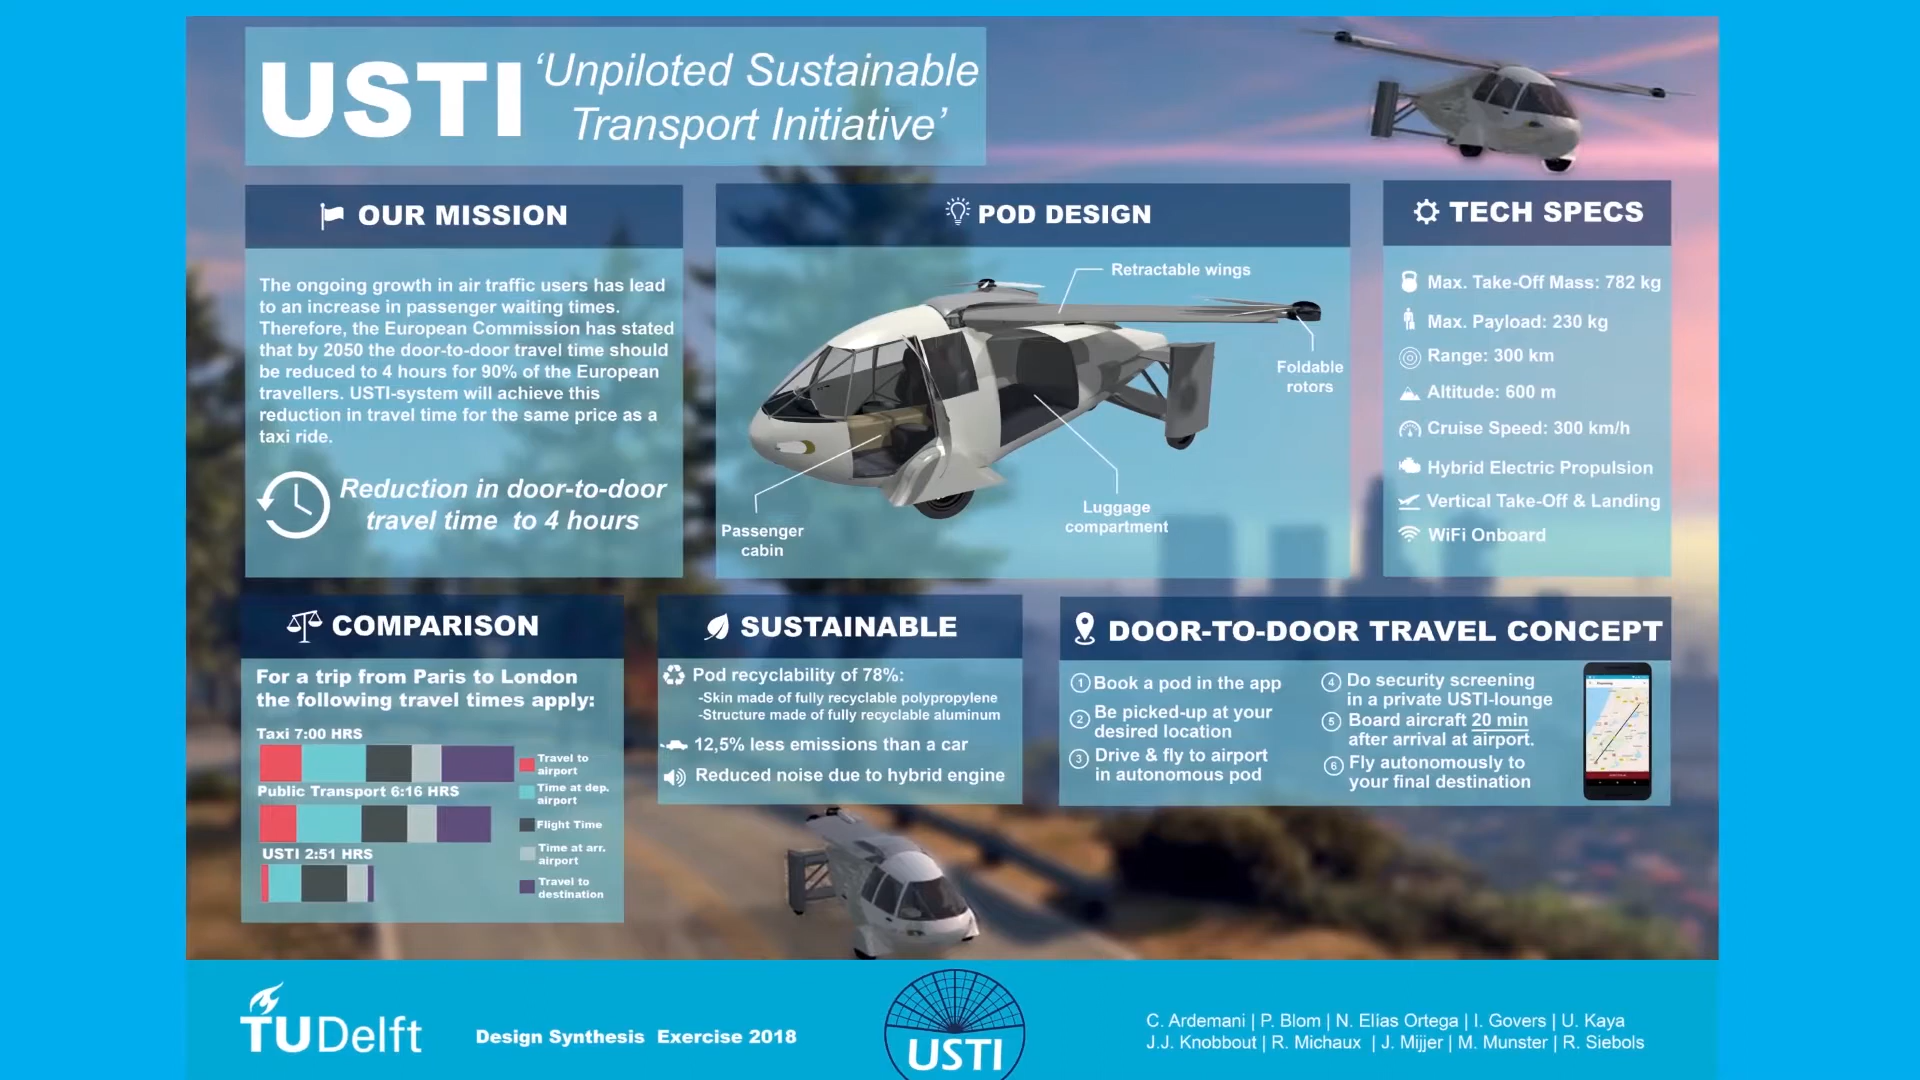 USTI
‘Unpiloted Sustainable
Transport Initiative’
OUR MISSION
The ongoing growth in air traffic users has lead
to an increase in passenger waiting times.
Therefore, the European Commission has stated
that by 2050 the door-to-door travel time should
be reduced to 4 hours for 90% of the European
travellers. USTI-system will achieve this
reduction in travel time for the same price as a
taxi ride.
Reduction in door-to-door
travel time to 4 hours
POD DESIGN
Retractable wings
Foldable
rotors
Luggage
compartment
Passenger
cabin
TECH SPECS
Max. Take-Off Mass: 782 kg
Max. Payload: 230 kg
Range: 300 km
Altitude: 600 m
Cruise Speed: 300 km/h
Hybrid Electric Propulsion
Vertical Take-Off & Landing
WiFi Onboard
COMPARISON
For a trip from Paris to London
the following travel times apply:
Taxi 7:00 HRS
Public Transport 6:16 HRS
USTI 2:51 HRS
Travel to
airport
Time at dep.
airport
Flight Time
Time at arr.
airport
Travel to
destination
SUSTAINABLE
Pod recyclability of 78%:
-Skin made of fully recyclable polypropylene
-Structure made of fully recyclable aluminum
12,5% less emissions than a car
Reduced noise due to hybrid engine
DOOR-TO-DOOR TRAVEL CONCEPT
1 Book a pod in the app
2 Be picked-up at your
desired location
3 Drive & fly to airport
in autonomous pod
4 Do security screening
in a private USTI-lounge
5 Board aircraft 20 min
after arrival at airport.
6 Fly autonomously to
your final destination
TU Delft
Design Synthesis Exercise 2018
USTI
C. Ardemani | P. Blom | N. Elías Ortega | I. Govers | U. Kaya
J.J. Knobbout | R. Michaux | J. Mijjer | M. Munster | R. Siebols